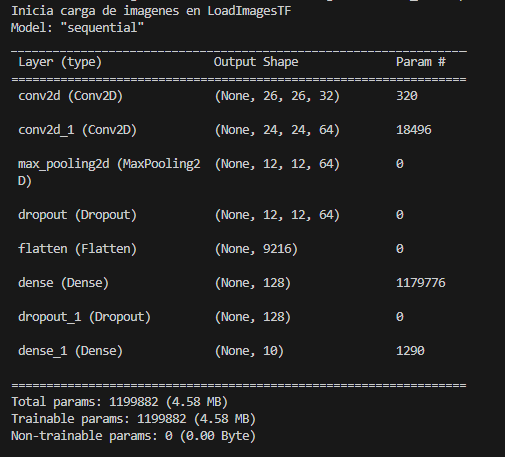 Inicia carga de imagenes en LoadImagesTF
Model: "sequential"
_________________________________________________________________
Layer (type)                Output Shape              Param #
=================================================================
conv2d (Conv2D)             (None, 26, 26, 32)        320
conv2d_1 (Conv2D)           (None, 24, 24, 64)        18496
max_pooling2d (MaxPooling2  (None, 12, 12, 64)        0
D)
dropout (Dropout)           (None, 12, 12, 64)        0
flatten (Flatten)           (None, 9216)              0
dense (Dense)               (None, 128)               1179776
dropout_1 (Dropout)         (None, 128)               0
dense_1 (Dense)             (None, 10)                1290
=================================================================
Total params: 1199882 (4.58 MB)
Trainable params: 1199882 (4.58 MB)
Non-trainable params: 0 (0.00 Byte)